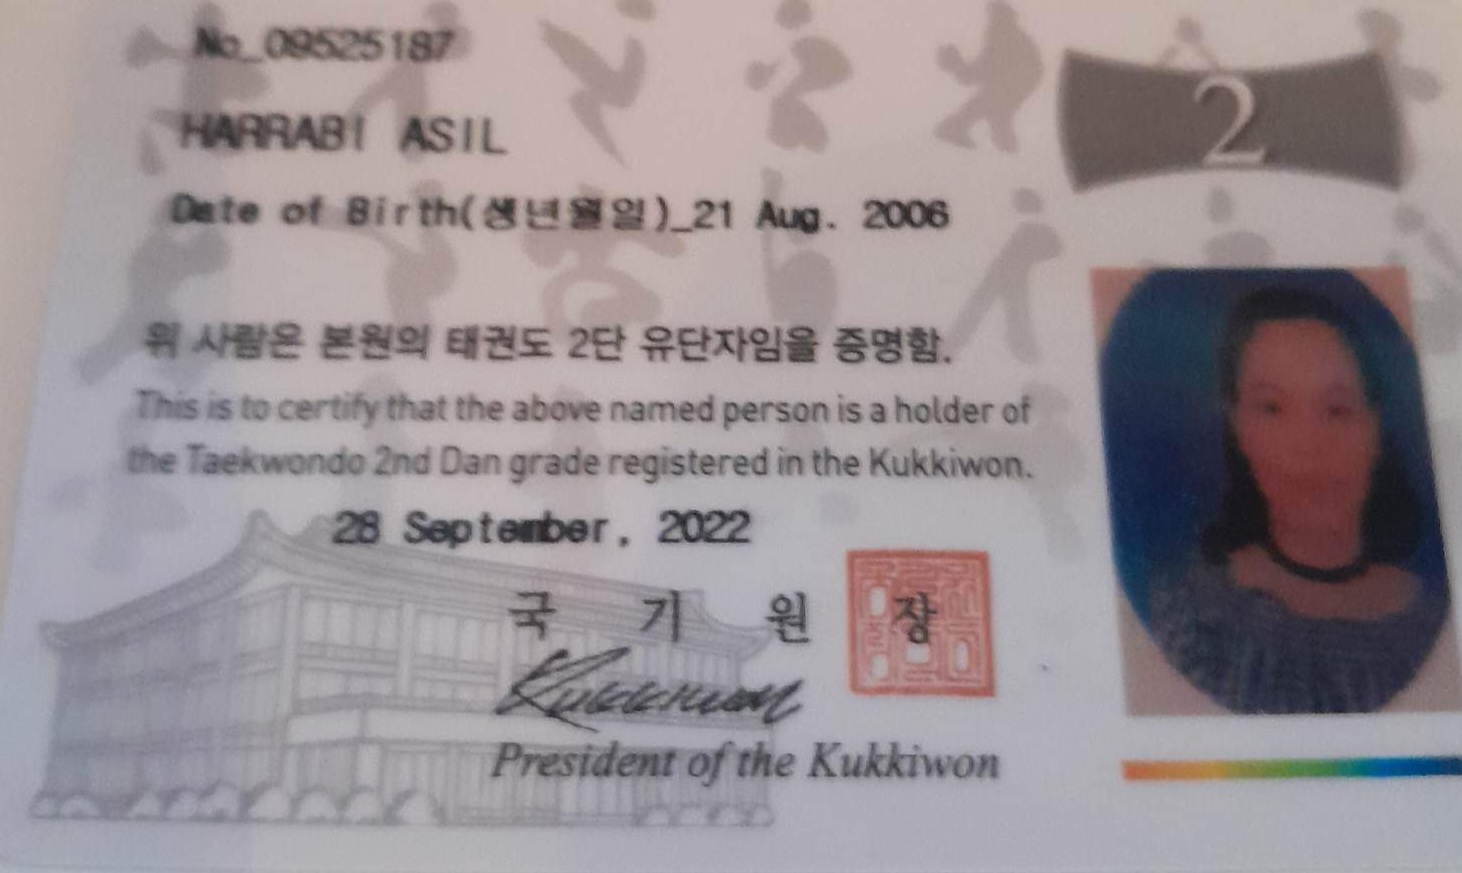 No_09525187
2
HARRABI ASIL
Date of Birth(생년월일)_21 Aug. 2006
위 사람은 본원의 태권도 2단 유단자임을 증명함.
This is to certify that the above named person is a holder of
the Taekwondo 2nd Dan grade registered in the Kukkiwon.
28 September, 2022
국 기 원 장
Kukkiwon
President of the Kukkiwon